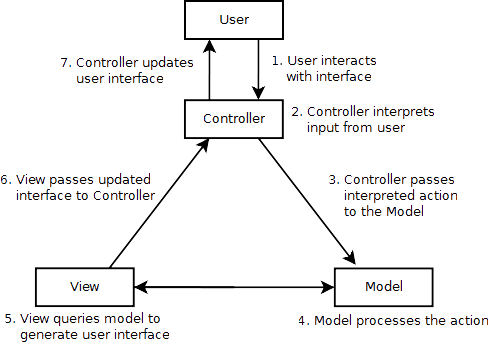 User
7. Controller updates
user interface
1. User interacts
with interface
Controller
2. Controller interprets
input from user
6. View passes updated
interface to Controller
3. Controller passes
interpreted action
to the Model
View
Model
5. View queries model to
generate user interface
4. Model processes the action